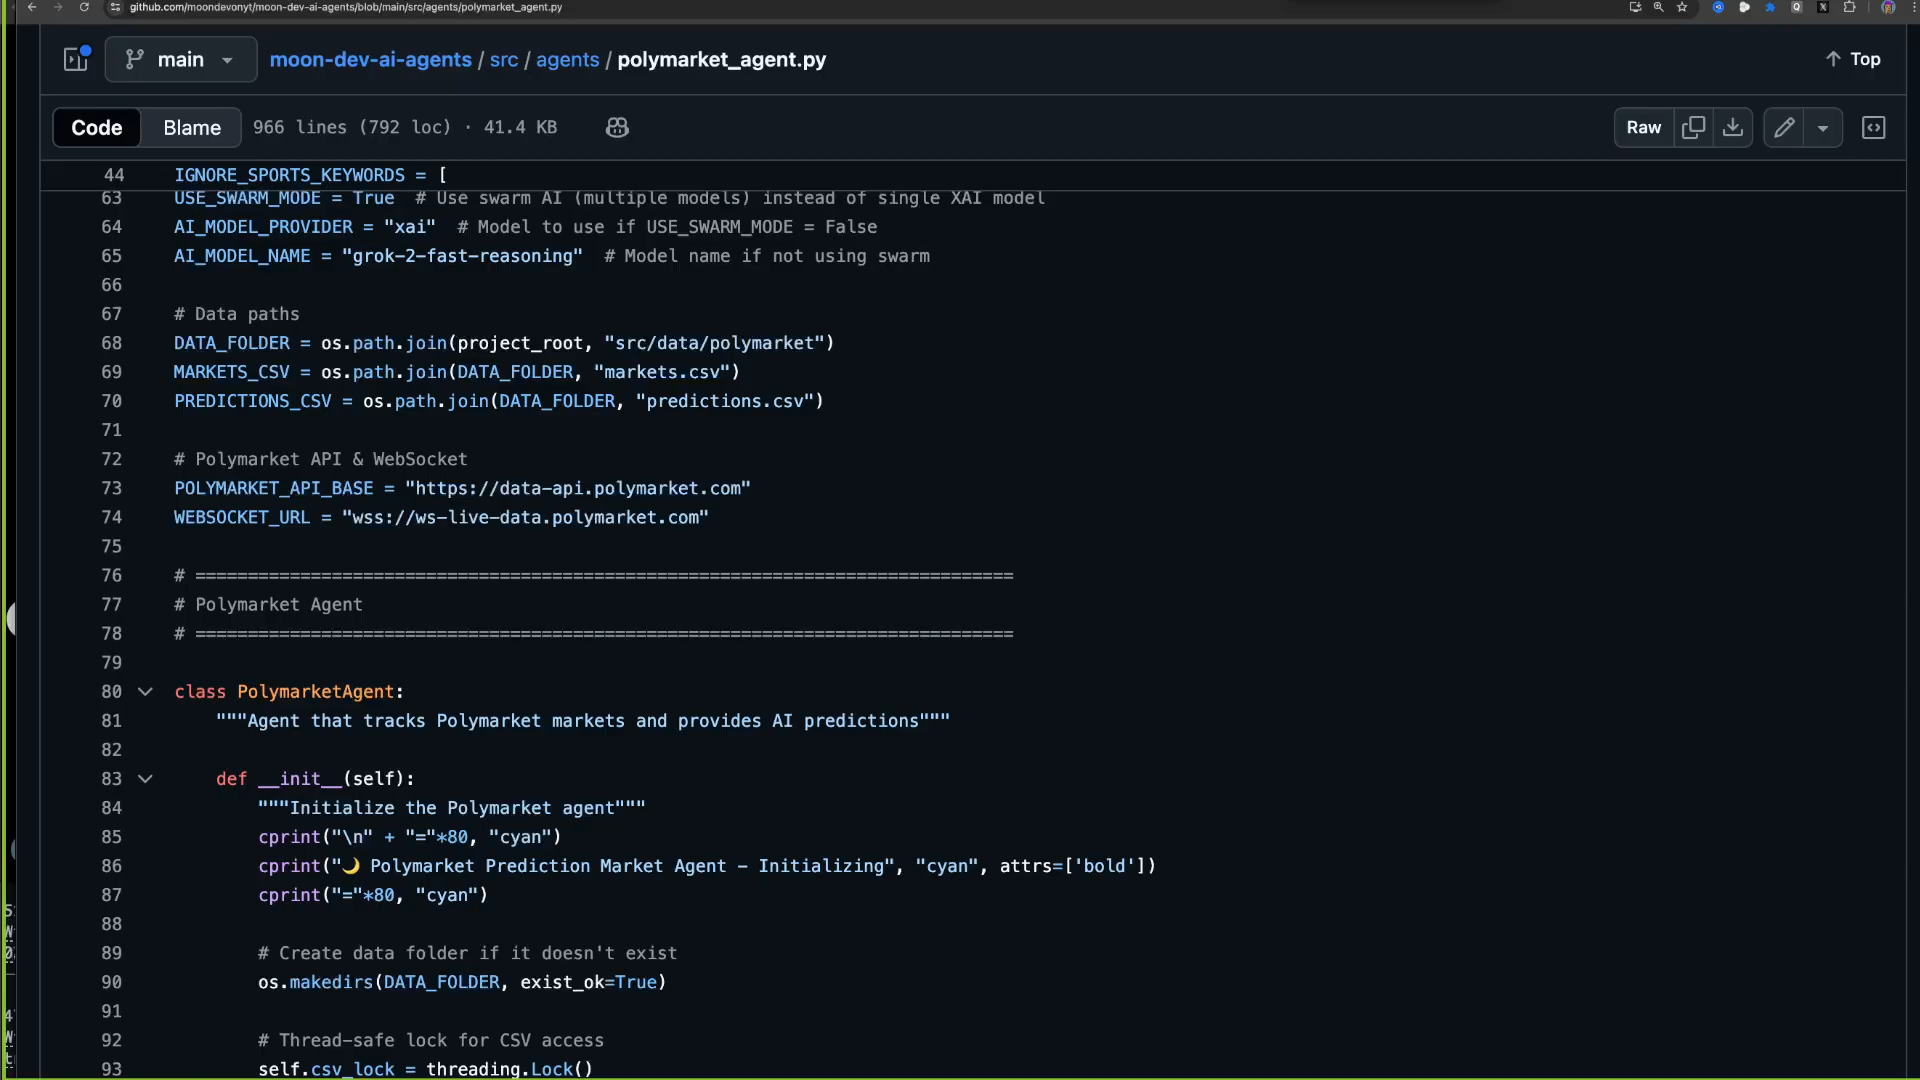 github.com/moondevonyt/moon-dev-ai-agents/blob/main/src/agents/polymarket_agent.py
main moon-dev-ai-agents / src / agents / polymarket_agent.py Top
Code Blame 966 lines (792 loc) · 41.4 KB Raw
44 IGNORE_SPORTS_KEYWORDS = [
63 USE_SWARM_MODE = True # Use swarm AI (multiple models) instead of single XAI model
64 AI_MODEL_PROVIDER = "xai" # Model to use if USE_SWARM_MODE = False
65 AI_MODEL_NAME = "grok-2-fast-reasoning" # Model name if not using swarm
66
67 # Data paths
68 DATA_FOLDER = os.path.join(project_root, "src/data/polymarket")
69 MARKETS_CSV = os.path.join(DATA_FOLDER, "markets.csv")
70 PREDICTIONS_CSV = os.path.join(DATA_FOLDER, "predictions.csv")
71
72 # Polymarket API & WebSocket
73 POLYMARKET_API_BASE = "https://data-api.polymarket.com"
74 WEBSOCKET_URL = "wss://ws-live-data.polymarket.com"
75
76 # ==============================================================================
77 # Polymarket Agent
78 # ==============================================================================
79
80 class PolymarketAgent:
81 """Agent that tracks Polymarket markets and provides AI predictions"""
82
83 def __init__(self):
84 """Initialize the Polymarket agent"""
85 cprint("\n" + "="*80, "cyan")
86 cprint("🌙 Polymarket Prediction Market Agent - Initializing", "cyan", attrs=['bold'])
87 cprint("="*80, "cyan")
88
89 # Create data folder if it doesn't exist
90 os.makedirs(DATA_FOLDER, exist_ok=True)
91
92 # Thread-safe lock for CSV access
93 self.csv_lock = threading.Lock()